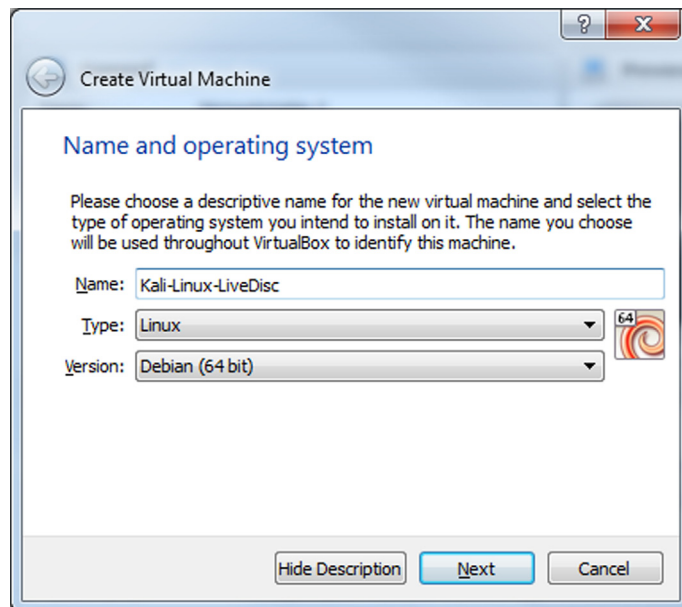 Create Virtual Machine
Name and operating system
Please choose a descriptive name for the new virtual machine and select the
type of operating system you intend to install on it. The name you choose
will be used throughout VirtualBox to identify this machine.
Name: Kali-Linux-LiveDisc
Type: Linux
64
Version: Debian (64 bit)
Hide Description Next Cancel